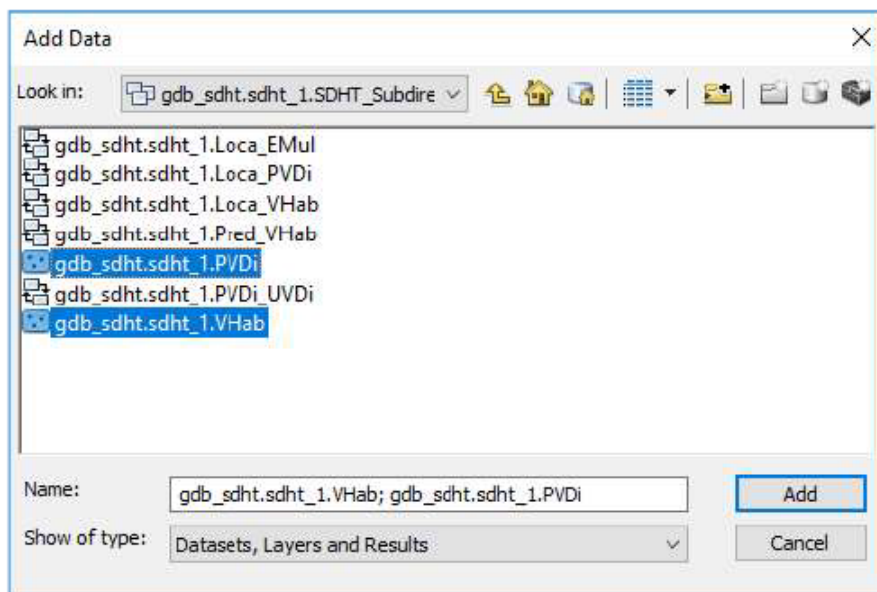 Add Data
Look in: gdb_sdht.sdht_1.SDHT_Subdire
gdb_sdht.sdht_1.Loca_EMul
gdb_sdht.sdht_1.Loca_PVDi
gdb_sdht.sdht_1.Loca_VHab
gdb_sdht.sdht_1.Pred_VHab
gdb_sdht.sdht_1.PVDi
gdb_sdht.sdht_1.PVDi_UVDi
gdb_sdht.sdht_1.VHab
Name: gdb_sdht.sdht_1.VHab; gdb_sdht.sdht_1.PVDi Add
Show of type: Datasets, Layers and Results Cancel